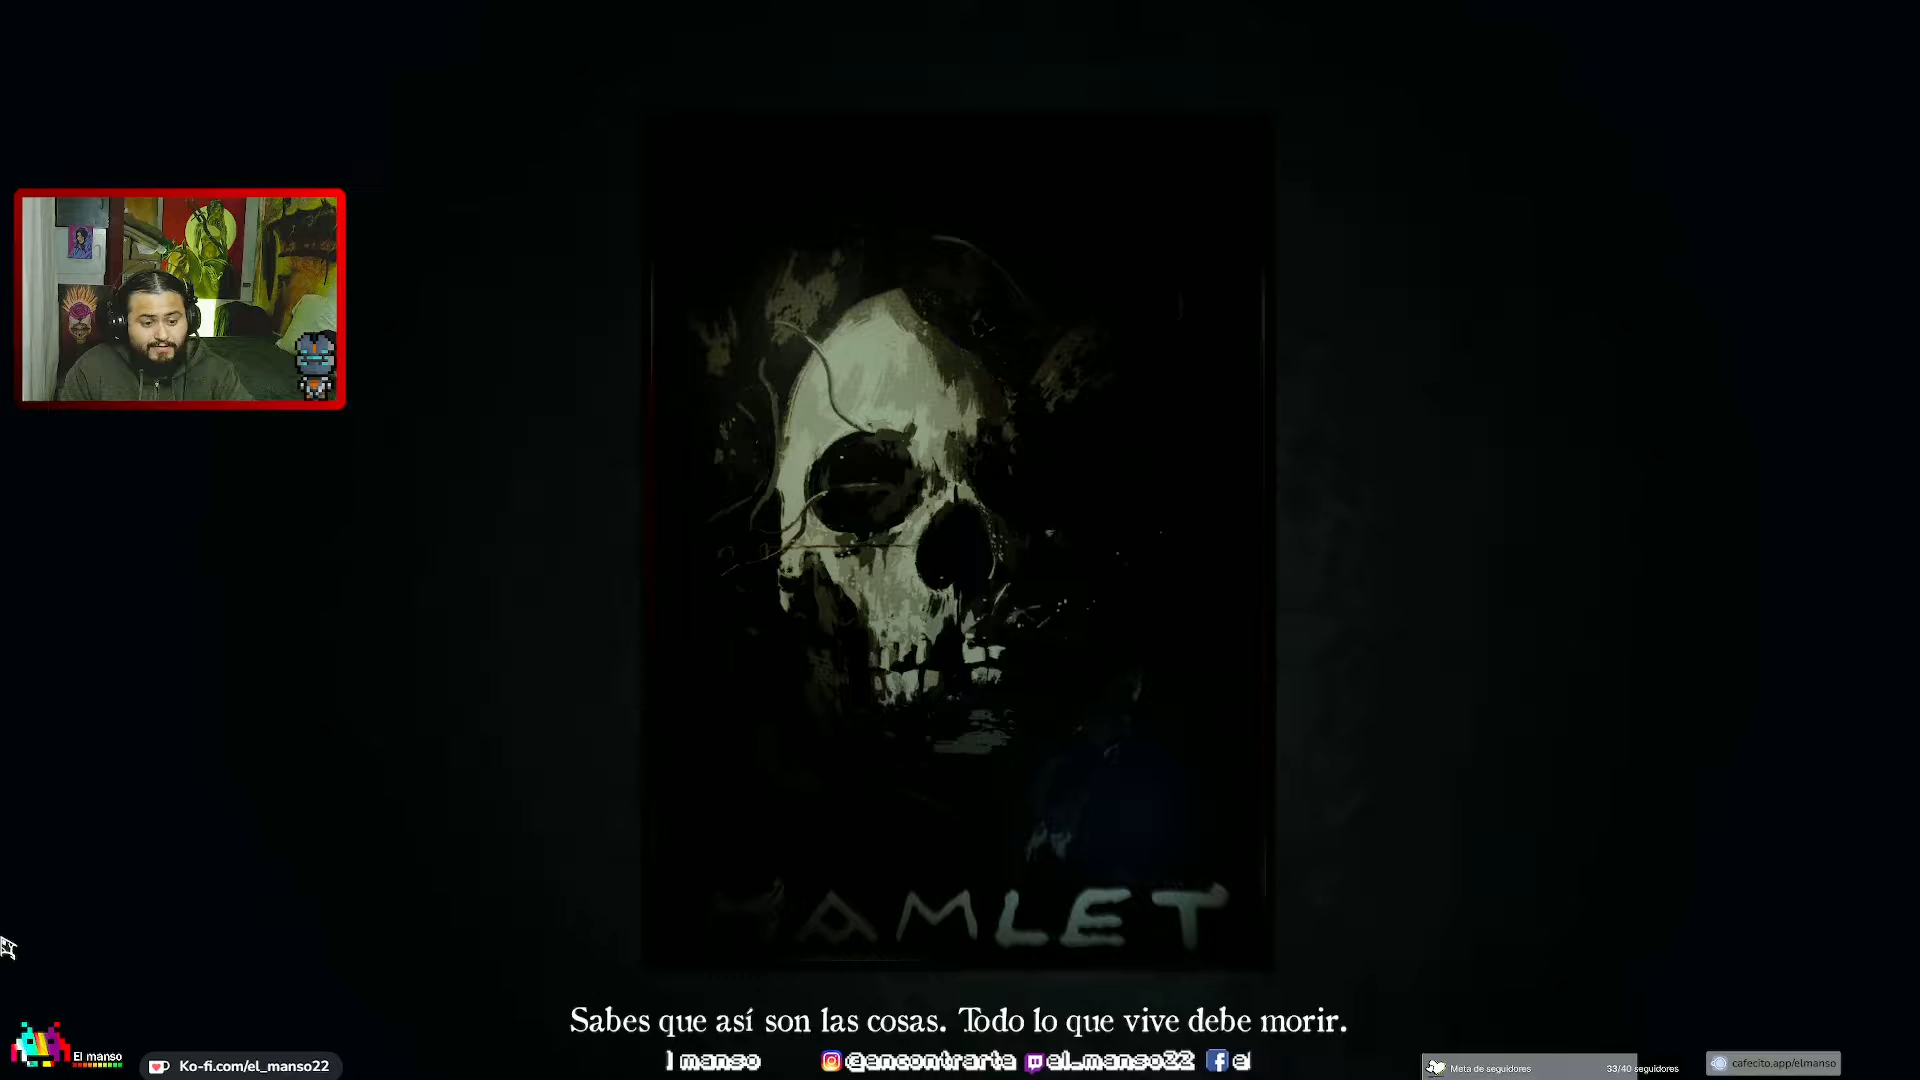 HAMLET
Sabes que así son las cosas. Todo lo que vive debe morir.
El manso
Ko-fi.com/el_manso22
l manso @encontrarte el_manso22 el
Meta de seguidores 33/40 seguidores
cafecito.app/elmanso